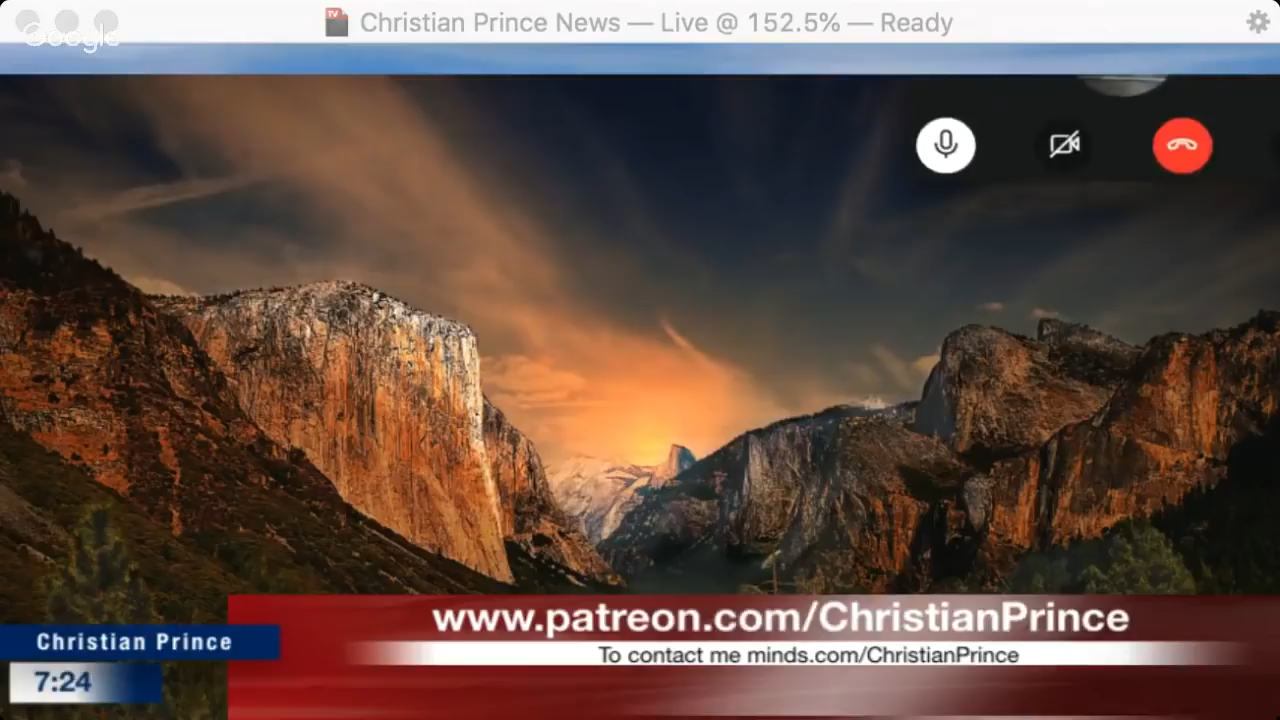 Christian Prince News — Live @ 152.5% — Ready
Google
www.patreon.com/ChristianPrince
Christian Prince
To contact me minds.com/ChristianPrince
7:24